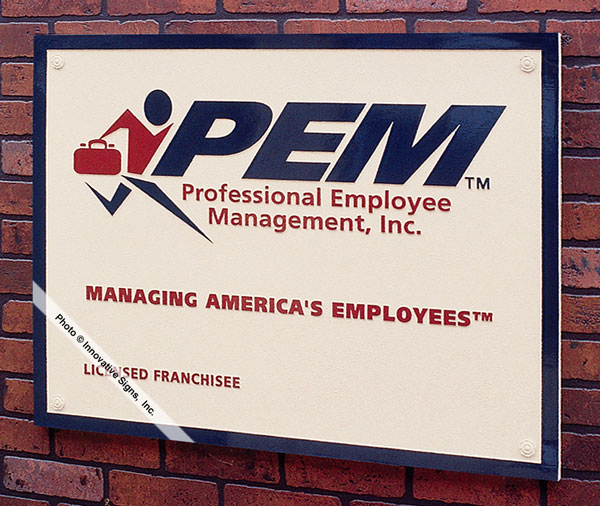 PEM™
Professional Employee
Management, Inc.
MANAGING AMERICA'S EMPLOYEES™
LICENSED FRANCHISEE
Photo © Innovative Signs, Inc.